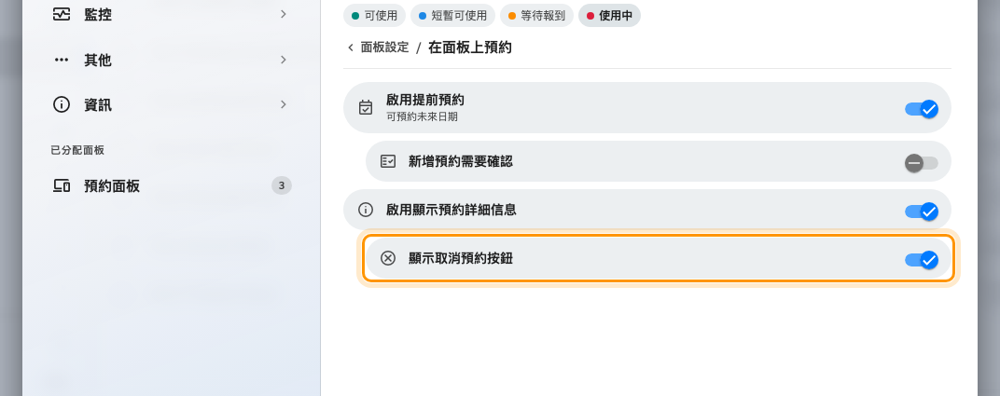 監控
其他
資訊
已分配面板
預約面板
3
可使用
短暫可使用
等待報到
使用中
面板設定 / 在面板上預約
啟用提前預約
可預約未來日期
新增預約需要確認
啟用顯示預約詳細信息
顯示取消預約按鈕